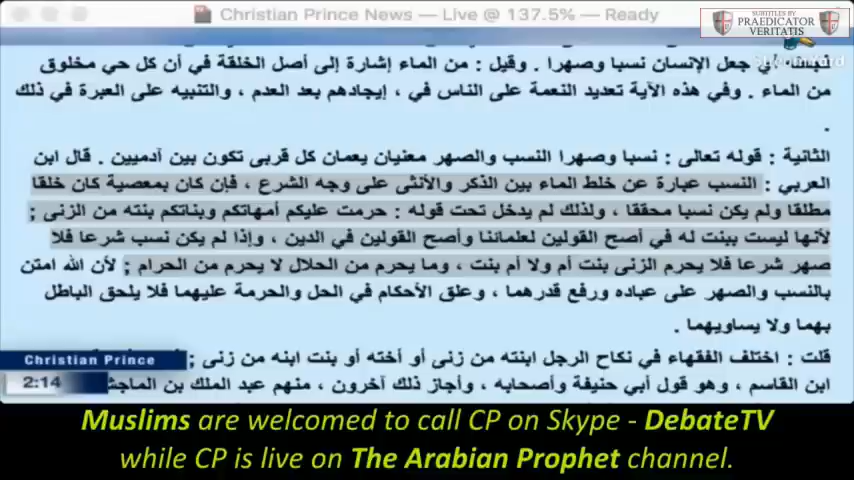 Christian Prince News — Live @ 137.5% — Ready
SUBTITLES BY
PRAEDICATOR
VERITATIS
جعل الإنسان نسبا وصهرا . وقيل : من الماء إشارة إلى أصل الخلقة في أن كل حي مخلوق
من الماء . وفي هذه الآية تعديد النعمة على الناس في ، إيجادهم بعد العدم ، والتنبيه على العبرة في ذلك
.
الثانية : قوله تعالى : نسبا وصهرا النسب والصهر معنيان يعمان كل قربى تكون بين آدميين . قال ابن
العربي : النسب عبارة عن خلط الماء بين الذكر والأنثى على وجه الشرع ، فإن كان بمعصية كان خلقا
مطلقا ولم يكن نسبا محققا ، ولذلك لم يدخل تحت قوله : حرمت عليكم أمهاتكم وبناتكم بنته من الزنى ;
لأنها ليست ببنت له في أصح القولين لعلمائنا وأصح القولين في الدين ، وإذا لم يكن نسب شرعا فلا
صهر شرعا فلا يحرم الزنى بنت أم ولا أم بنت ، وما يحرم من الحلال لا يحرم من الحرام ; لأن الله امتن
بالنسب والصهر على عباده ورفع قدرهما ، وعلق الأحكام في الحل والحرمة عليهما فلا يلحق الباطل
بهما ولا يساويهما .
قلت : اختلف الفقهاء في نكاح الرجل ابنته من زنى أو أخته أو بنت ابنه من زنى ;
Christian Prince
ابن القاسم ، وهو قول أبي حنيفة وأصحابه ، وأجاز ذلك آخرون ، منهم عبد الملك بن الماجش
2:14
Muslims are welcomed to call CP on Skype - DebateTV
while CP is live on The Arabian Prophet channel.